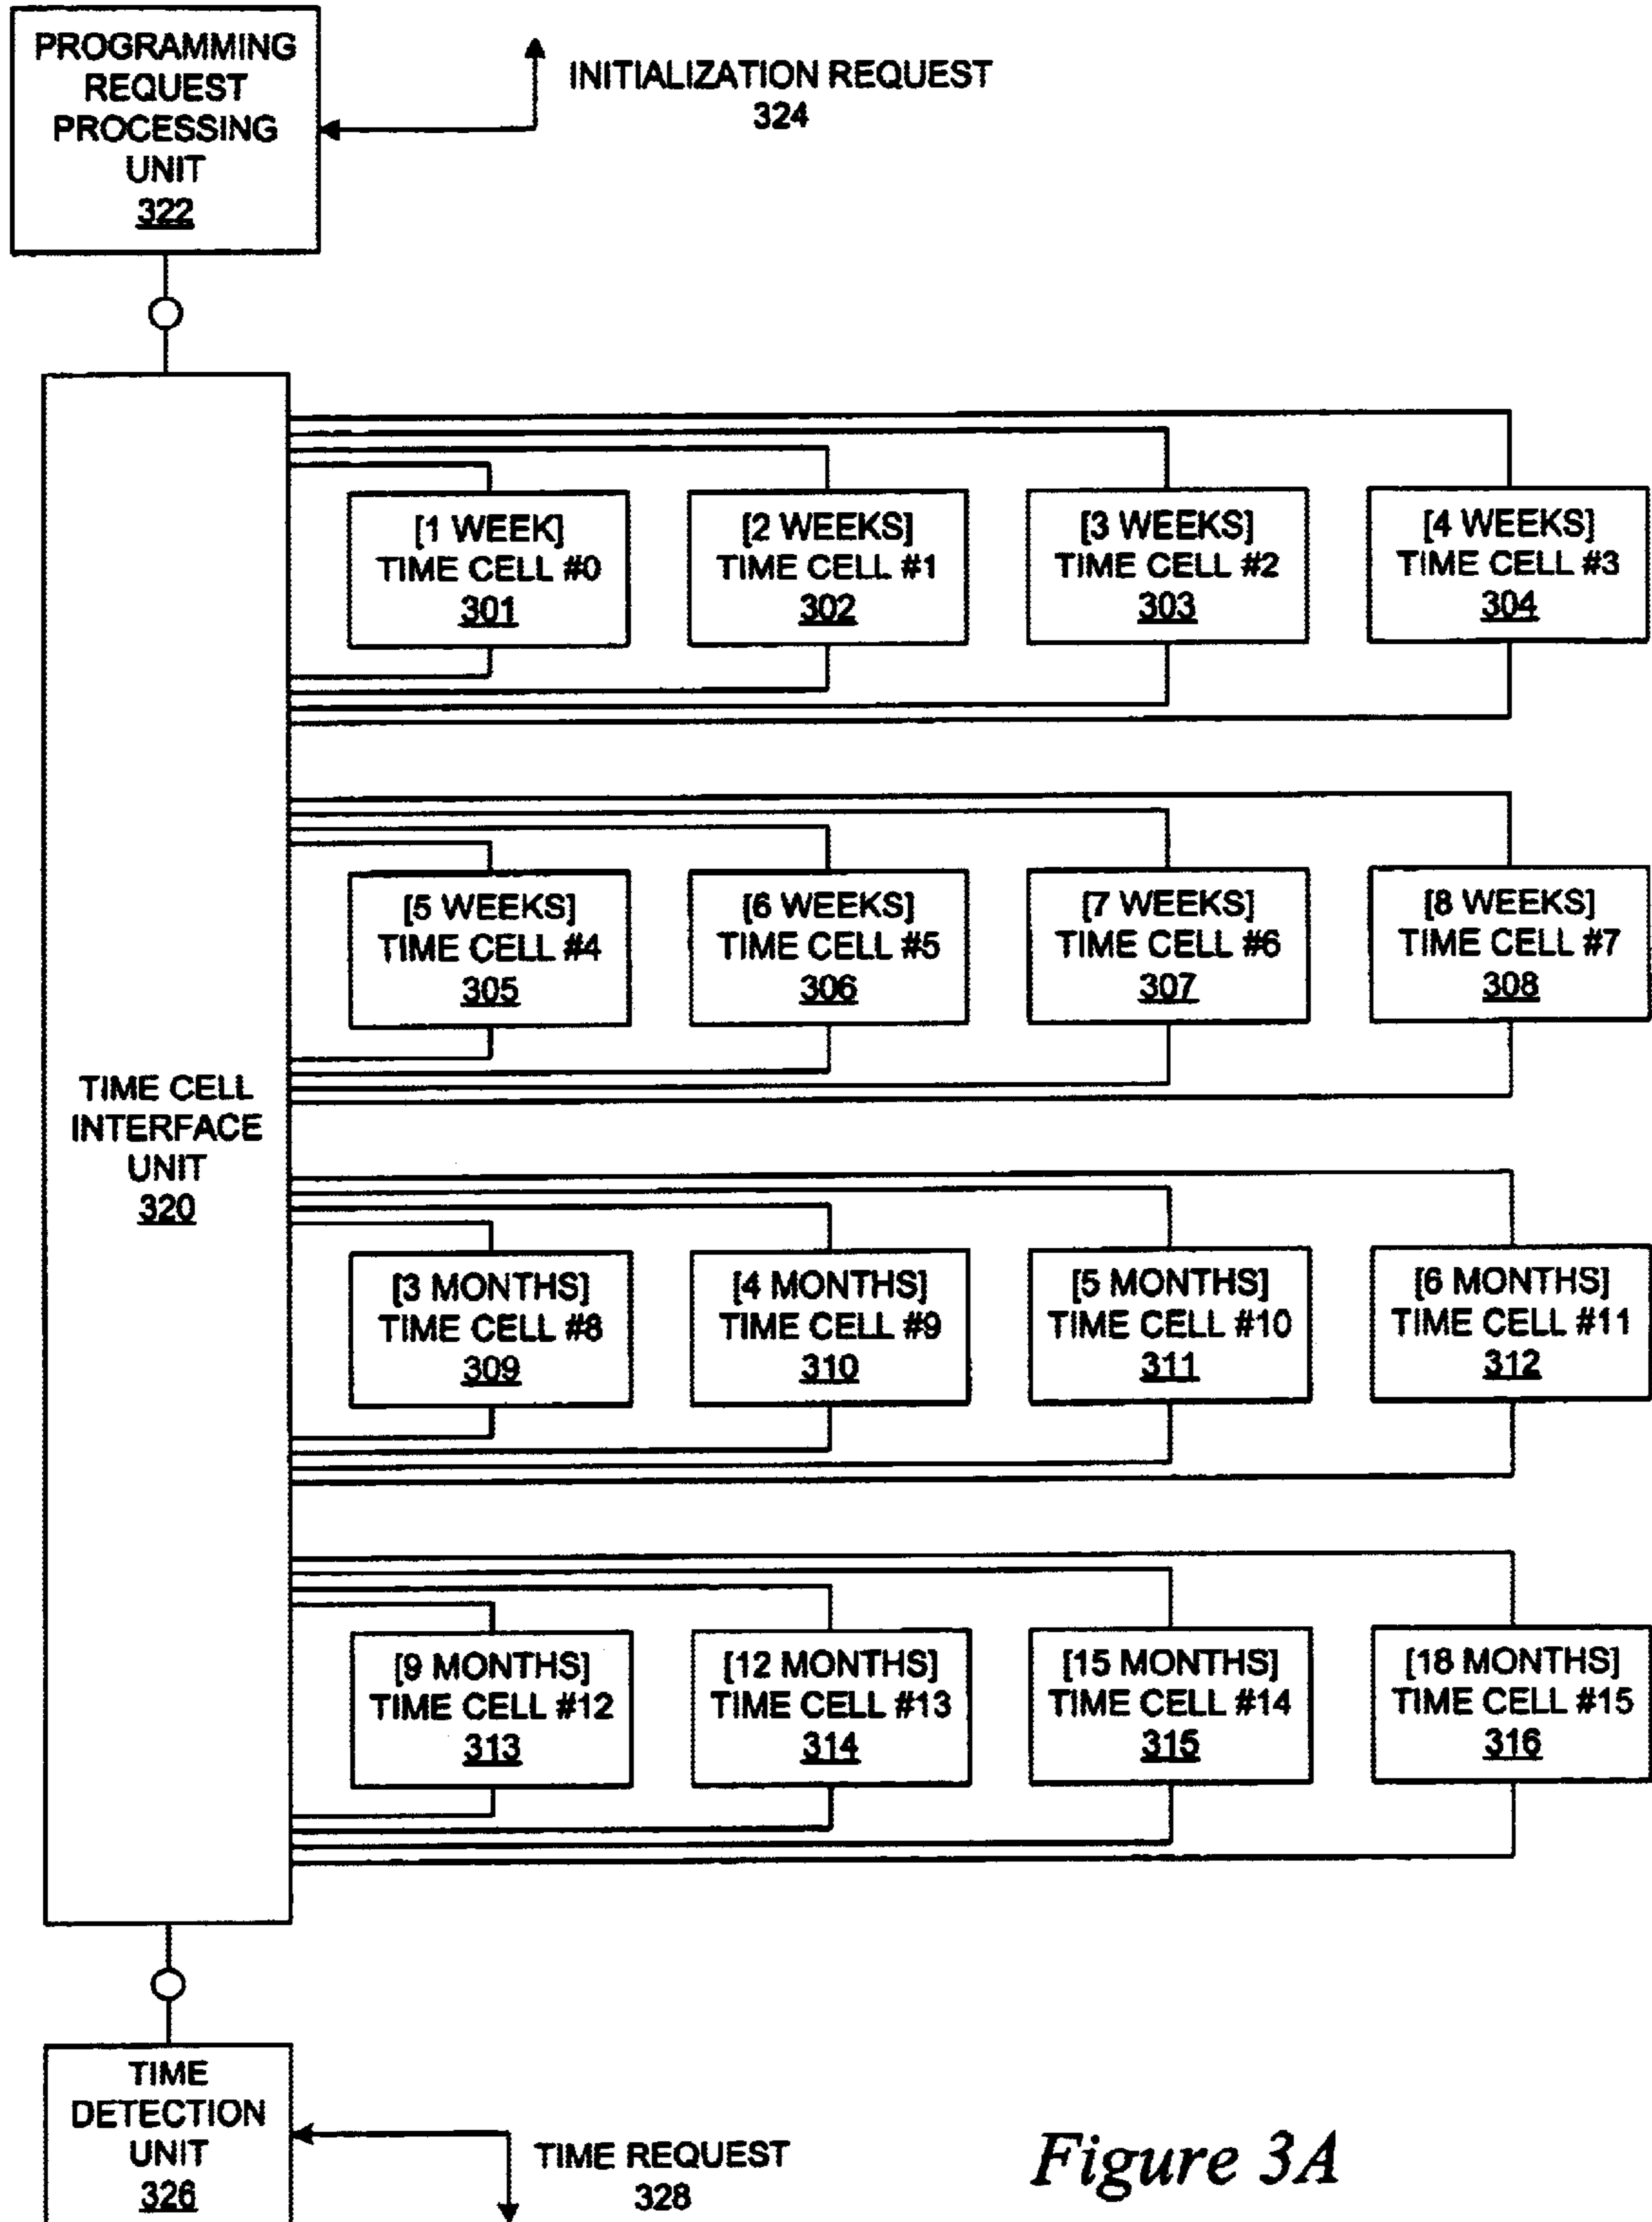 PROGRAMMING
REQUEST
PROCESSING
UNIT
322
INITIALIZATION REQUEST
324
[1 WEEK]
TIME CELL #0
301
[2 WEEKS]
TIME CELL #1
302
[3 WEEKS]
TIME CELL #2
303
[4 WEEKS]
TIME CELL #3
304
[5 WEEKS]
TIME CELL #4
305
[6 WEEKS]
TIME CELL #5
306
[7 WEEKS]
TIME CELL #6
307
[8 WEEKS]
TIME CELL #7
308
TIME CELL
INTERFACE
UNIT
320
[3 MONTHS]
TIME CELL #8
309
[4 MONTHS]
TIME CELL #9
310
[5 MONTHS]
TIME CELL #10
311
[6 MONTHS]
TIME CELL #11
312
[9 MONTHS]
TIME CELL #12
313
[12 MONTHS]
TIME CELL #13
314
[15 MONTHS]
TIME CELL #14
315
[18 MONTHS]
TIME CELL #15
316
TIME
DETECTION
UNIT
326
TIME REQUEST
328
Figure 3A